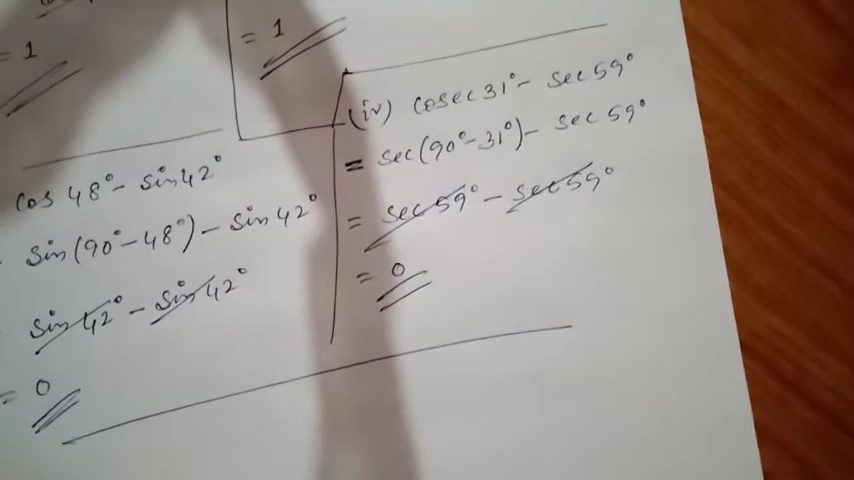 = 1
= 1
cos 48° - sin 42°
sin(90° - 48°) - sin 42°
sin 42° - sin 42°
= 0
(iv) cosec 31° - sec 59°
= sec(90° - 31°) - sec 59°
= sec 59° - sec 59°
= 0